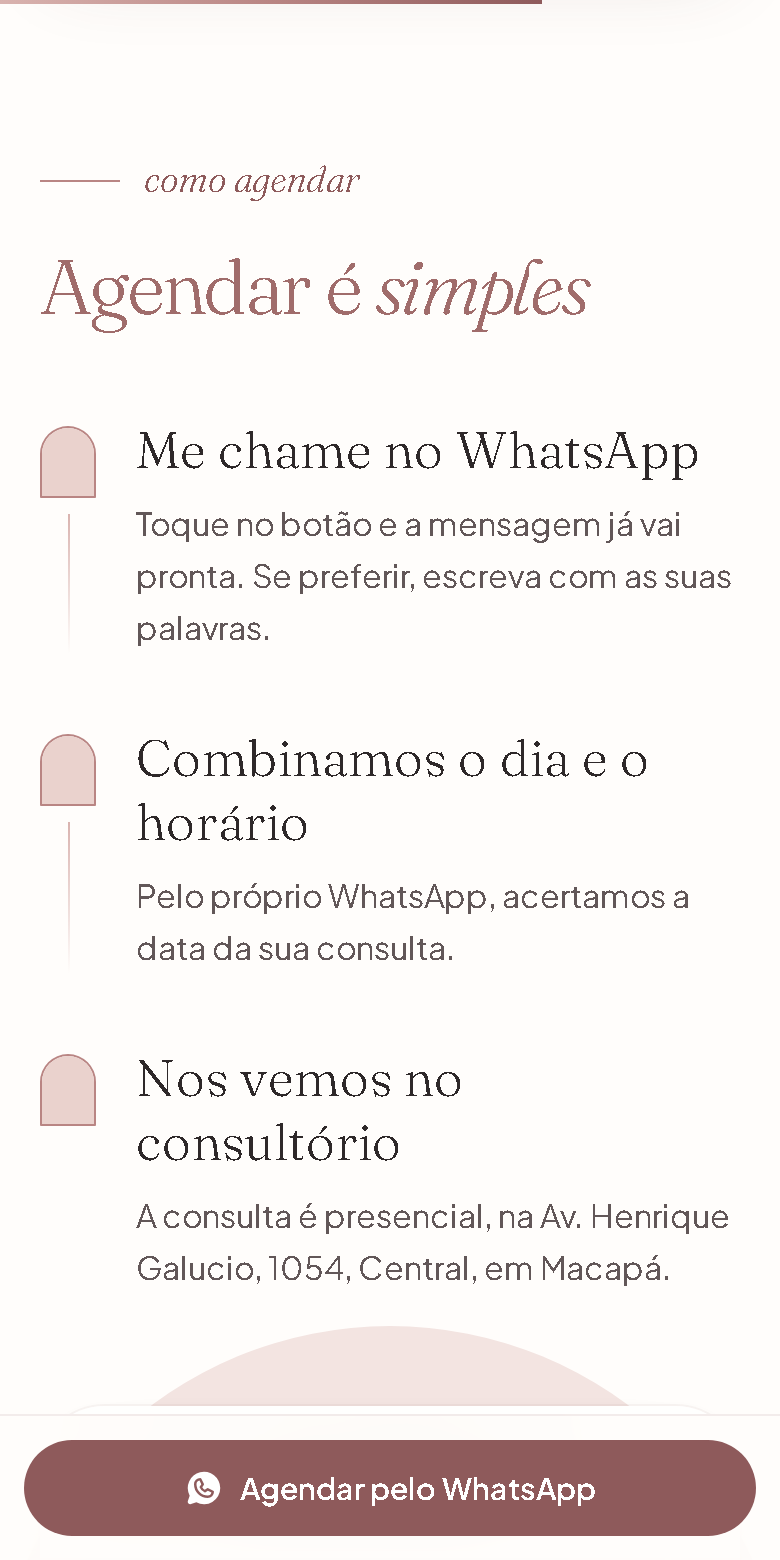 como agendar
Agendar é simples
Me chame no WhatsApp
Toque no botão e a mensagem já vai
pronta. Se preferir, escreva com as suas
palavras.
Combinamos o dia e o
horário
Pelo próprio WhatsApp, acertamos a
data da sua consulta.
Nos vemos no
consultório
A consulta é presencial, na Av. Henrique
Galucio, 1054, Central, em Macapá.
Agendar pelo WhatsApp